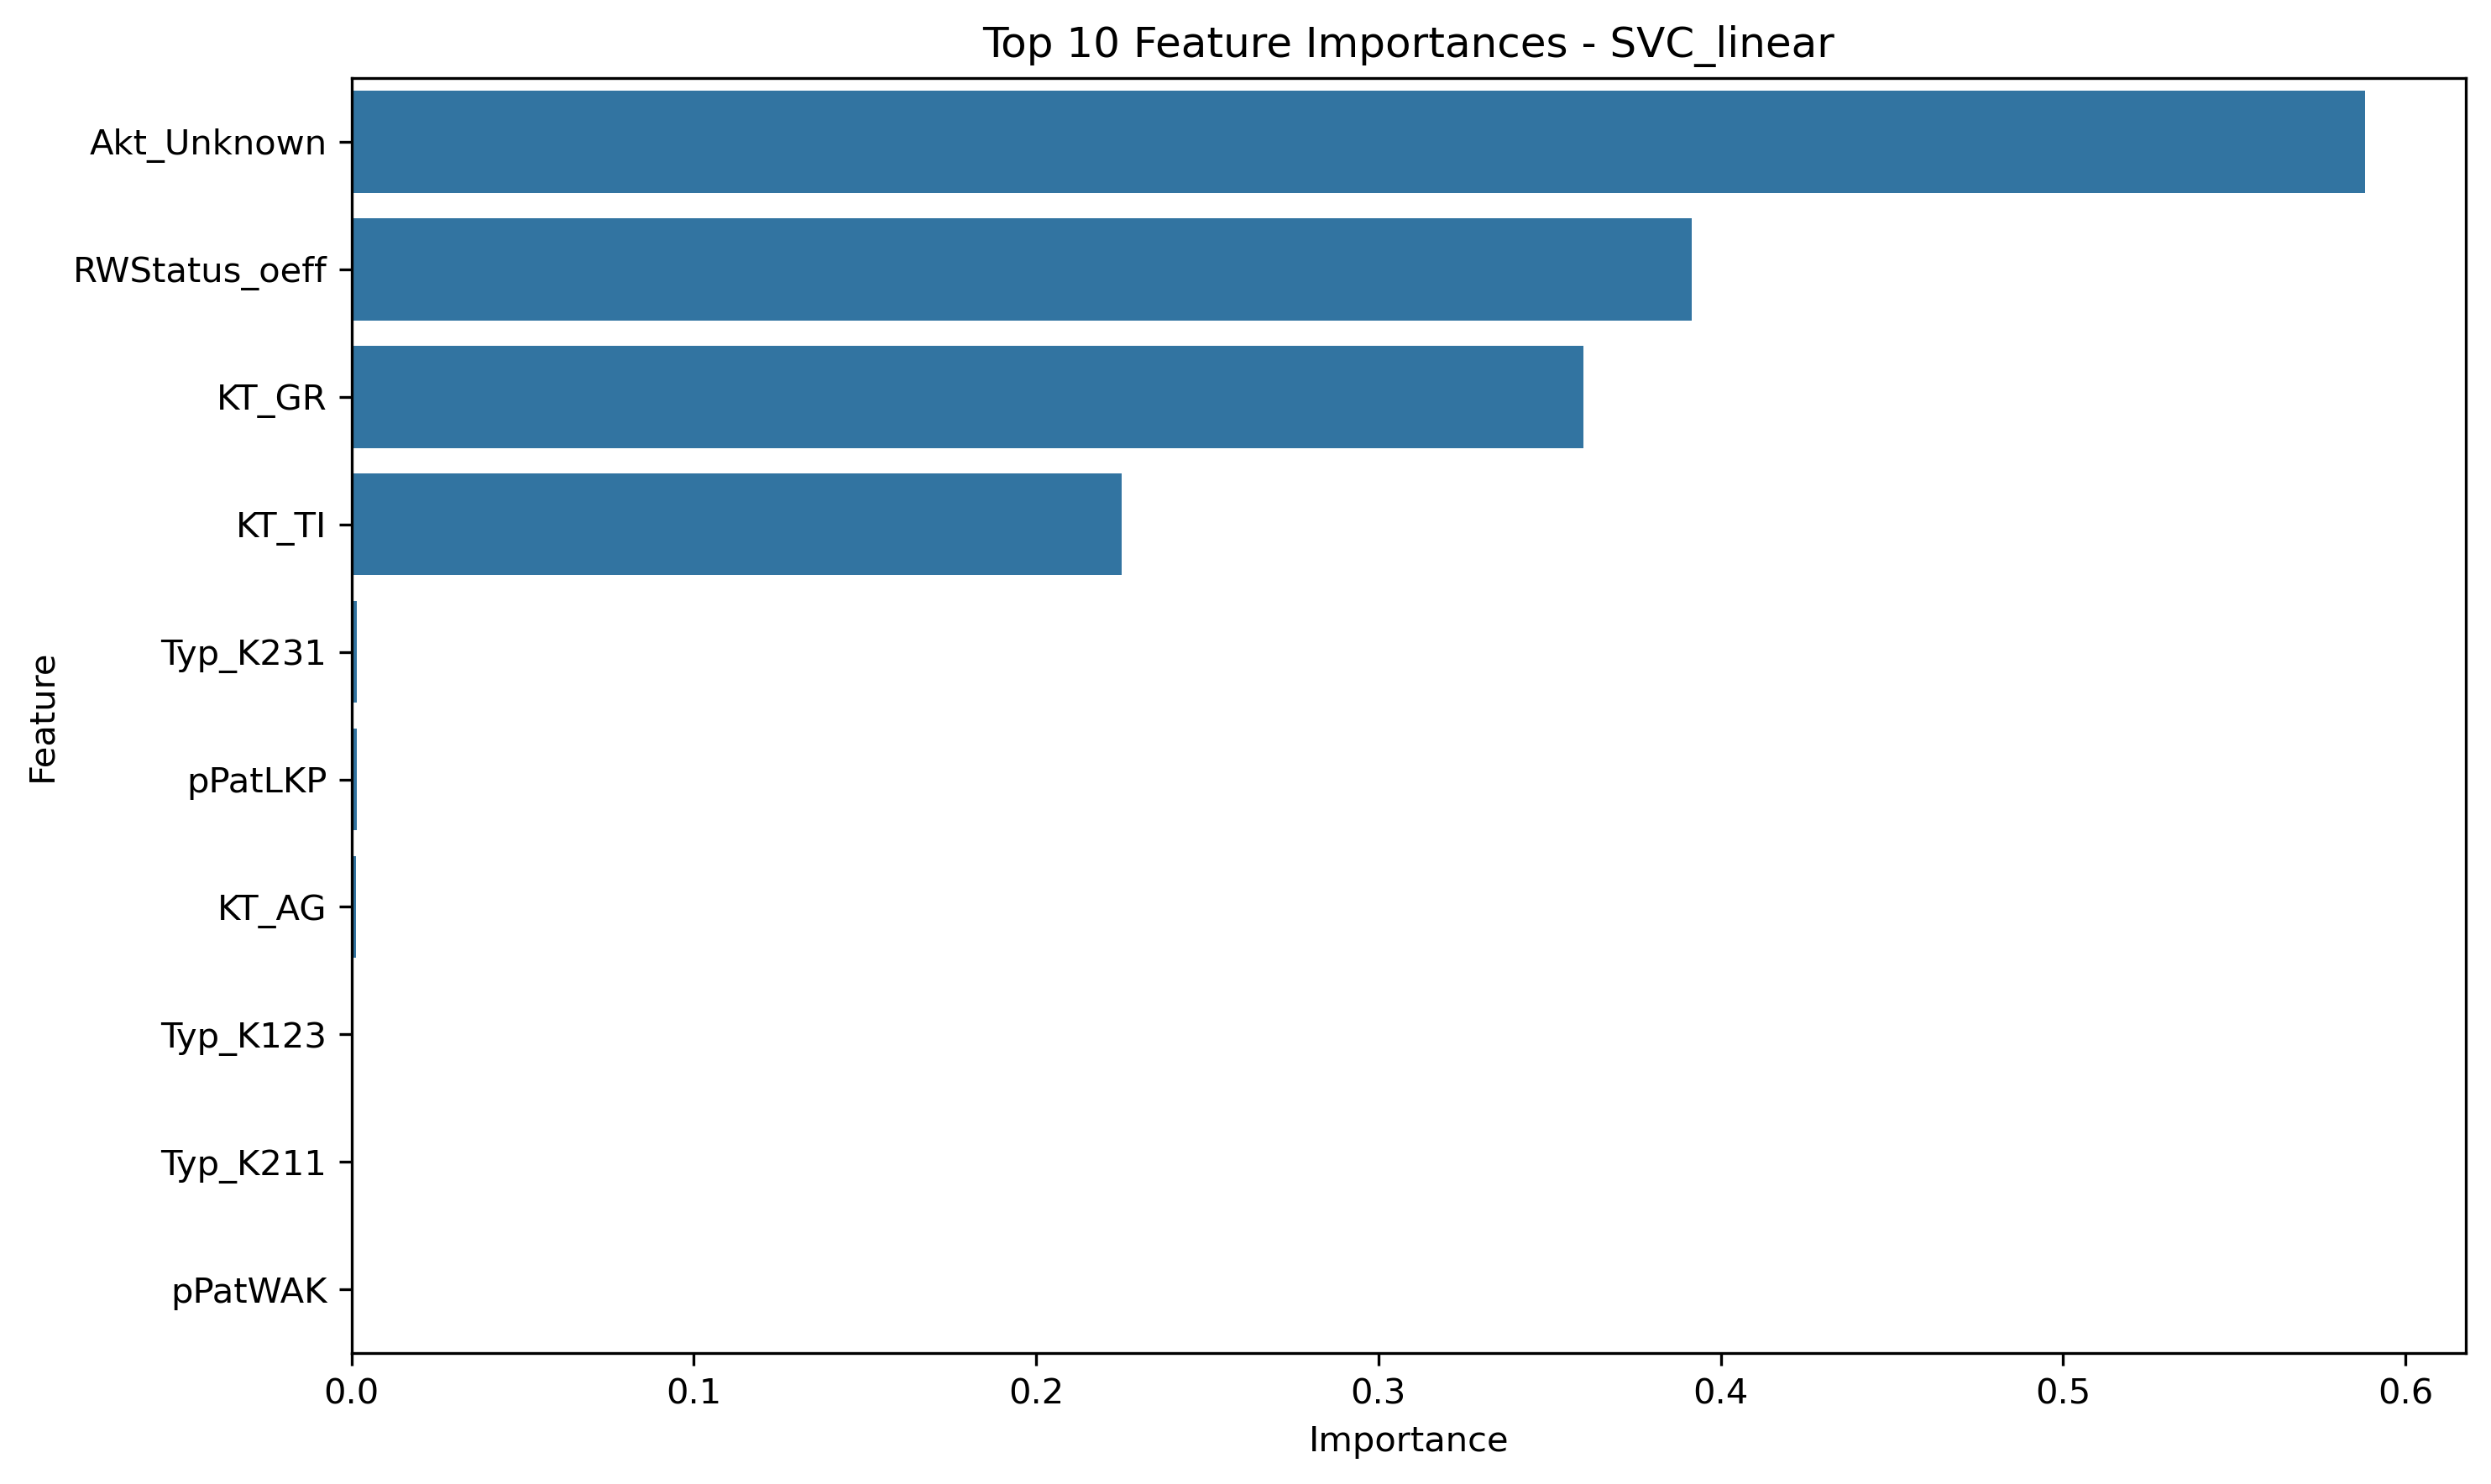 Top 10 Feature Importances - SVC_linear
Akt_Unknown
RWStatus_oeff
KT_GR
KT_TI
Typ_K231
pPatLKP
KT_AG
Typ_K123
Typ_K211
pPatWAK
Feature
0.0 0.1 0.2 0.3 0.4 0.5 0.6
Importance